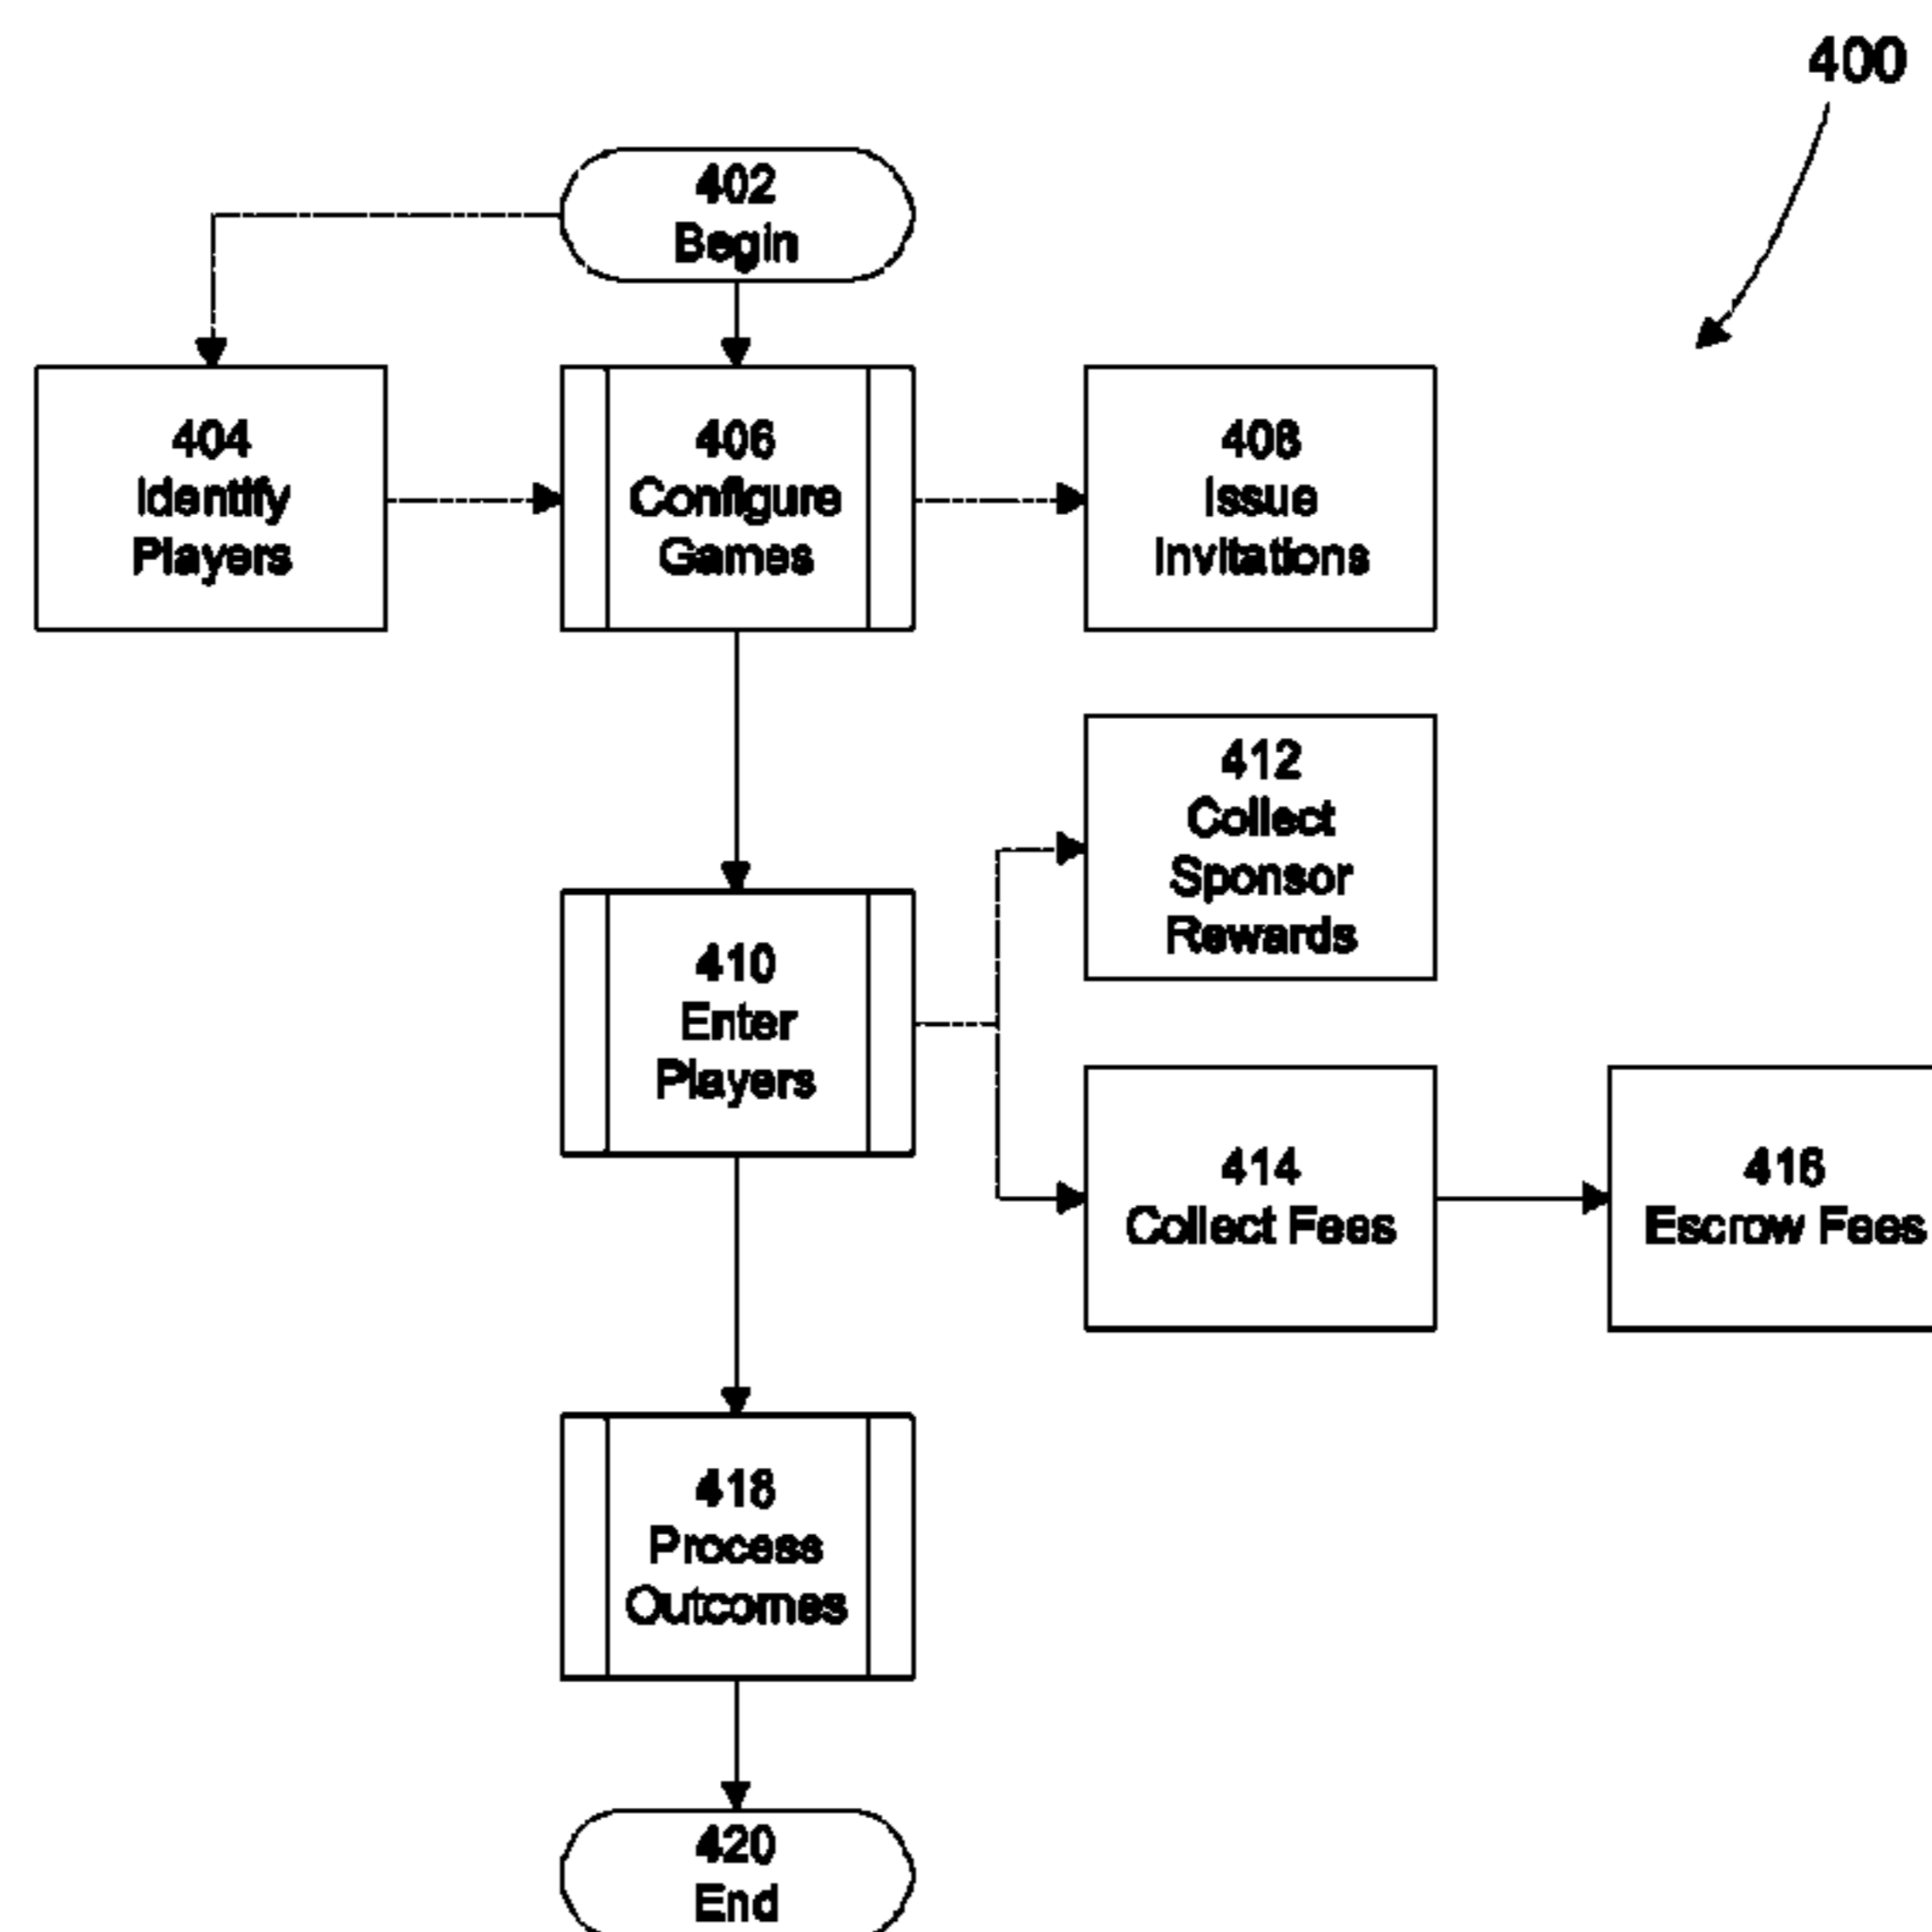 400
402
Begin
404
Identify
Players
406
Configure
Games
408
Issue
Invitations
412
Collect
Sponsor
Rewards
410
Enter
Players
414
Collect Fees
416
Escrow Fees
418
Process
Outcomes
420
End